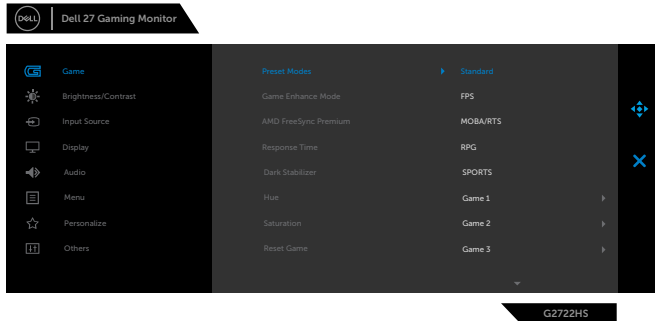 DELL Dell 27 Gaming Monitor
Game Preset Modes Standard
Brightness/Contrast Game Enhance Mode FPS
Input Source AMD FreeSync Premium MOBA/RTS
Display Response Time RPG
Audio Dark Stabilizer SPORTS
Menu Hue Game 1
Personalize Saturation Game 2
Others Reset Game Game 3
G2722HS